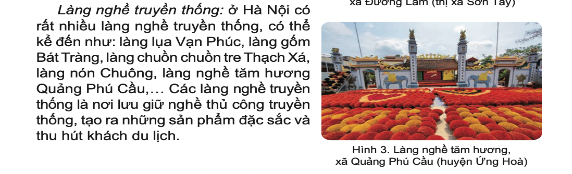 xã Đường Lâm (thị xã Sơn Tây)
Làng nghề truyền thống: ở Hà Nội có
rất nhiều làng nghề truyền thống, có thể
kể đến như: làng lụa Vạn Phúc, làng gốm
Bát Tràng, làng chuồn chuồn tre Thạch Xá,
làng nón Chuông, làng nghề tăm hương
Quảng Phú Cầu,... Các làng nghề truyền
thống là nơi lưu giữ nghề thủ công truyền
thống, tạo ra những sản phẩm đặc sắc và
thu hút khách du lịch.
Hình 3. Làng nghề tăm hương,
xã Quảng Phú Cầu (huyện Ứng Hoà)